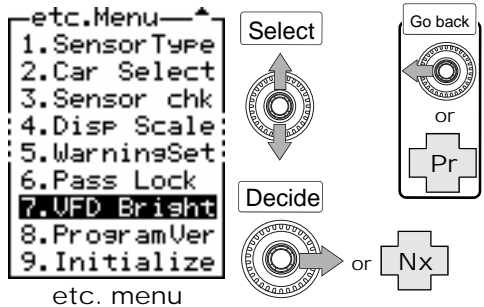 etc.Menu
1.SensorType
2.Car Select
3.Sensor chk
4.Disp Scale
5.WarningSet
6.Pass Lock
7.VFD Bright
8.ProgramVer
9.Initialize
etc. menu
Select
Decide
or Nx
Go back
or
Pr